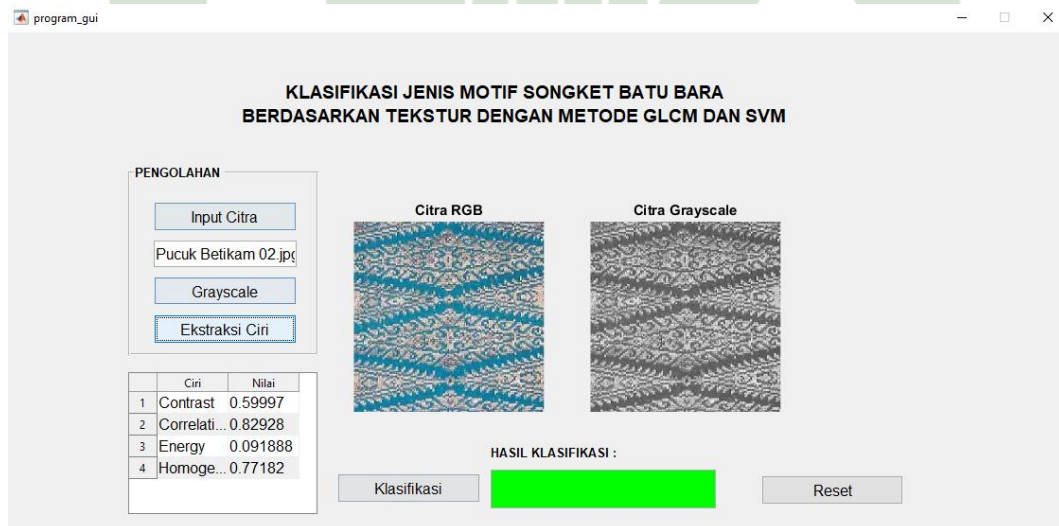 program_gui
KLASIFIKASI JENIS MOTIF SONGKET BATU BARA
BERDASARKAN TEKSTUR DENGAN METODE GLCM DAN SVM
PENGOLAHAN
Input Citra
Pucuk Betikam 02.jpg
Grayscale
Ekstraksi Ciri
Citra RGB
Citra Grayscale
Ciri Nilai
1 Contrast 0.59997
2 Correlati... 0.82928
3 Energy 0.091888
4 Homoge... 0.77182
HASIL KLASIFIKASI :
Klasifikasi
Reset